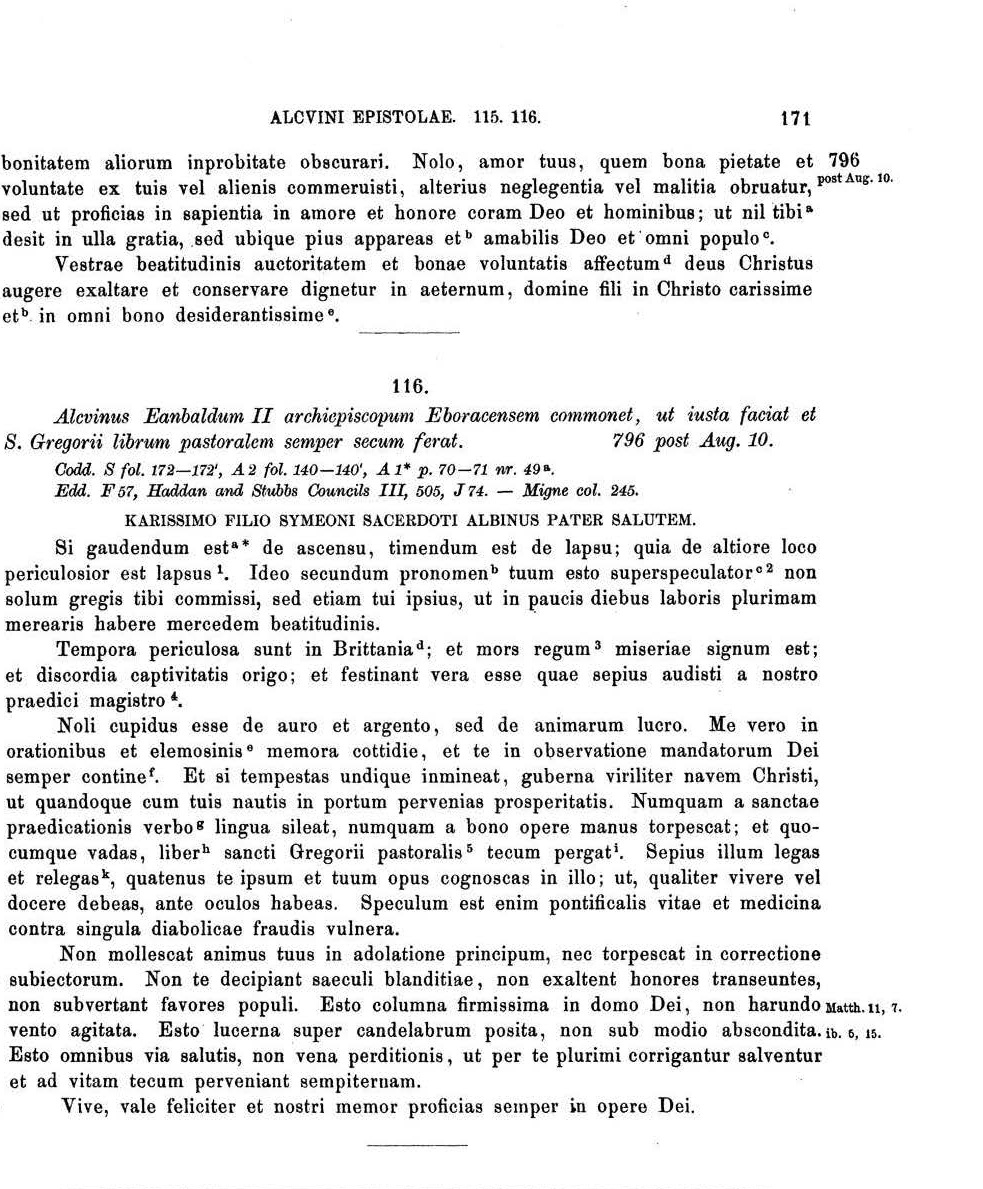 ALCVINI EPISTOLAE. 115. 116. 171
bonitatem aliorum inprobitate obscurari. Nolo, amor tuus, quem bona pietate et 796
voluntate ex tuis vel alienis commeruisti, alterius neglegentia vel malitia obruatur, post Aug. 10.
sed ut proficias in sapientia in amore et honore coram Deo et hominibus; ut nil tibi a
desit in ulla gratia, sed ubique pius appareas et b amabilis Deo et omni populo c.
Vestrae beatitudinis auctoritatem et bonae voluntatis affectum d deus Christus
augere exaltare et conservare dignetur in aeternum, domine fili in Christo carissime
et b in omni bono desiderantissime e.
116.
Alcvinus Eanbaldum II archiepiscopum Eboracensem commonet, ut iusta faciat et
S. Gregorii librum pastoralem semper secum ferat. 796 post Aug. 10.
Codd. S fol. 172—172', A 2 fol. 140—140', A 1* p. 70—71 nr. 49 a.
Edd. F 57, Haddan and Stubbs Councils III, 505, J 74. — Migne col. 245.
KARISSIMO FILIO SYMEONI SACERDOTI ALBINUS PATER SALUTEM.
Si gaudendum est a* de ascensu, timendum est de lapsu; quia de altiore loco
periculosior est lapsus 1. Ideo secundum pronomen b tuum esto superspeculator c 2 non
solum gregis tibi commissi, sed etiam tui ipsius, ut in paucis diebus laboris plurimam
merearis habere mercedem beatitudinis.
Tempora periculosa sunt in Brittania d; et mors regum 3 miseriae signum est;
et discordia captivitatis origo; et festinant vera esse quae sepius audisti a nostro
praedici magistro 4.
Noli cupidus esse de auro et argento, sed de animarum lucro. Me vero in
orationibus et elemosinis e memora cottidie, et te in observatione mandatorum Dei
semper contine f. Et si tempestas undique inmineat, guberna viriliter navem Christi,
ut quandoque cum tuis nautis in portum pervenias prosperitatis. Numquam a sanctae
praedicationis verbo g lingua sileat, numquam a bono opere manus torpescat; et quo-
cumque vadas, liber h sancti Gregorii pastoralis 5 tecum pergat i. Sepius illum legas
et relegas k, quatenus te ipsum et tuum opus cognoscas in illo; ut, qualiter vivere vel
docere debeas, ante oculos habeas. Speculum est enim pontificalis vitae et medicina
contra singula diabolicae fraudis vulnera.
Non mollescat animus tuus in adolatione principum, nec torpescat in correctione
subiectorum. Non te decipiant saeculi blanditiae, non exaltent honores transeuntes,
non subvertant favores populi. Esto columna firmissima in domo Dei, non harundo Matth. 11, 7.
vento agitata. Esto lucerna super candelabrum posita, non sub modio abscondita. ib. 5, 15.
Esto omnibus via salutis, non vena perditionis, ut per te plurimi corrigantur salventur
et ad vitam tecum perveniant sempiternam.
Vive, vale feliciter et nostri memor proficias semper in opere Dei.